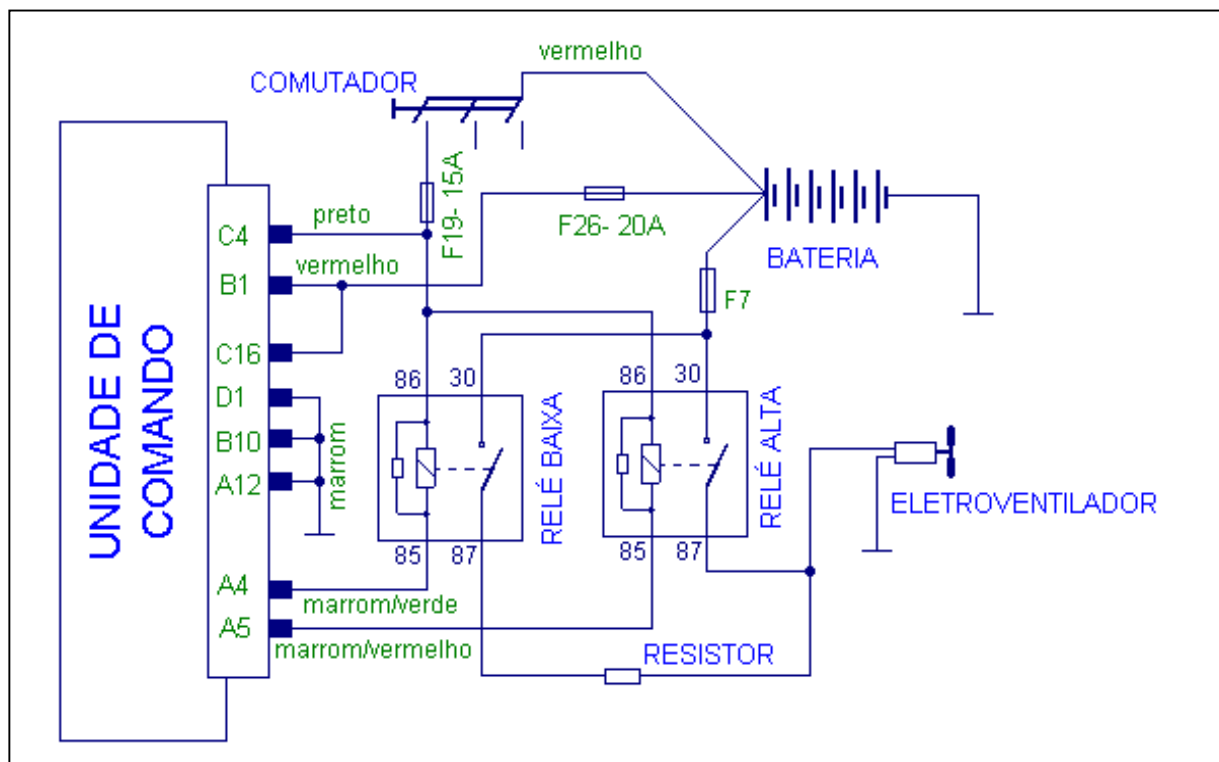 vermelho
COMUTADOR
F19- 15A
preto
C4
F26- 20A
BATERIA
vermelho
B1
F7
C16
UNIDADE DE
COMANDO
D1
B10
A12
marrom
86
30
RELÉ BAIXA
85
87
86
30
RELÉ ALTA
85
87
ELETROVENTILADOR
A4
marrom/verde
A5
marrom/vermelho
RESISTOR